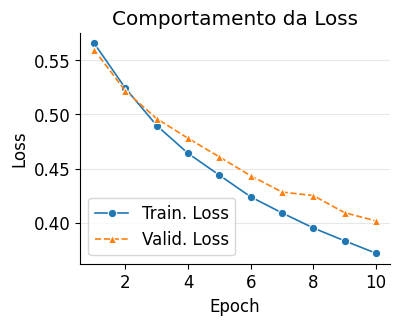 Comportamento da Loss
Loss
0.55
0.50
0.45
0.40
Train. Loss
Valid. Loss
2 4 6 8 10
Epoch